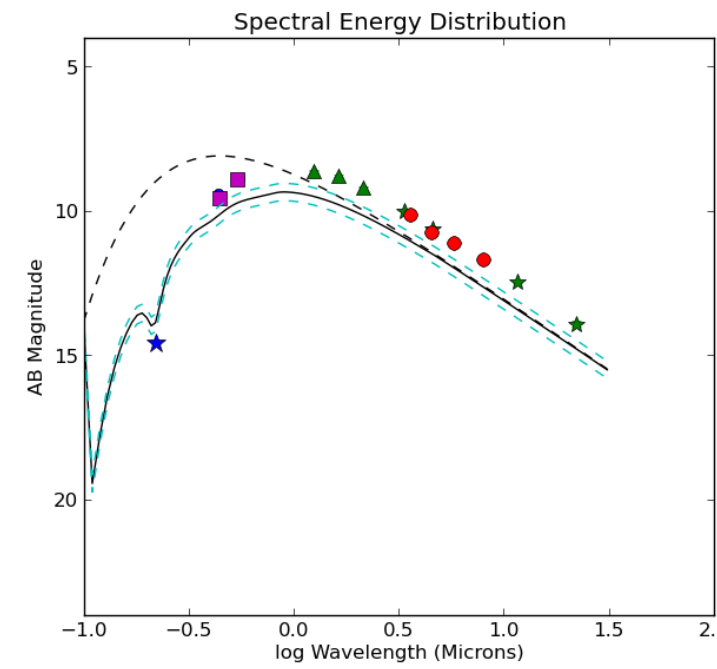 Spectral Energy Distribution
5
10
15
20
AB Magnitude
−1.0 −0.5 0.0 0.5 1.0 1.5 2.
log Wavelength (Microns)